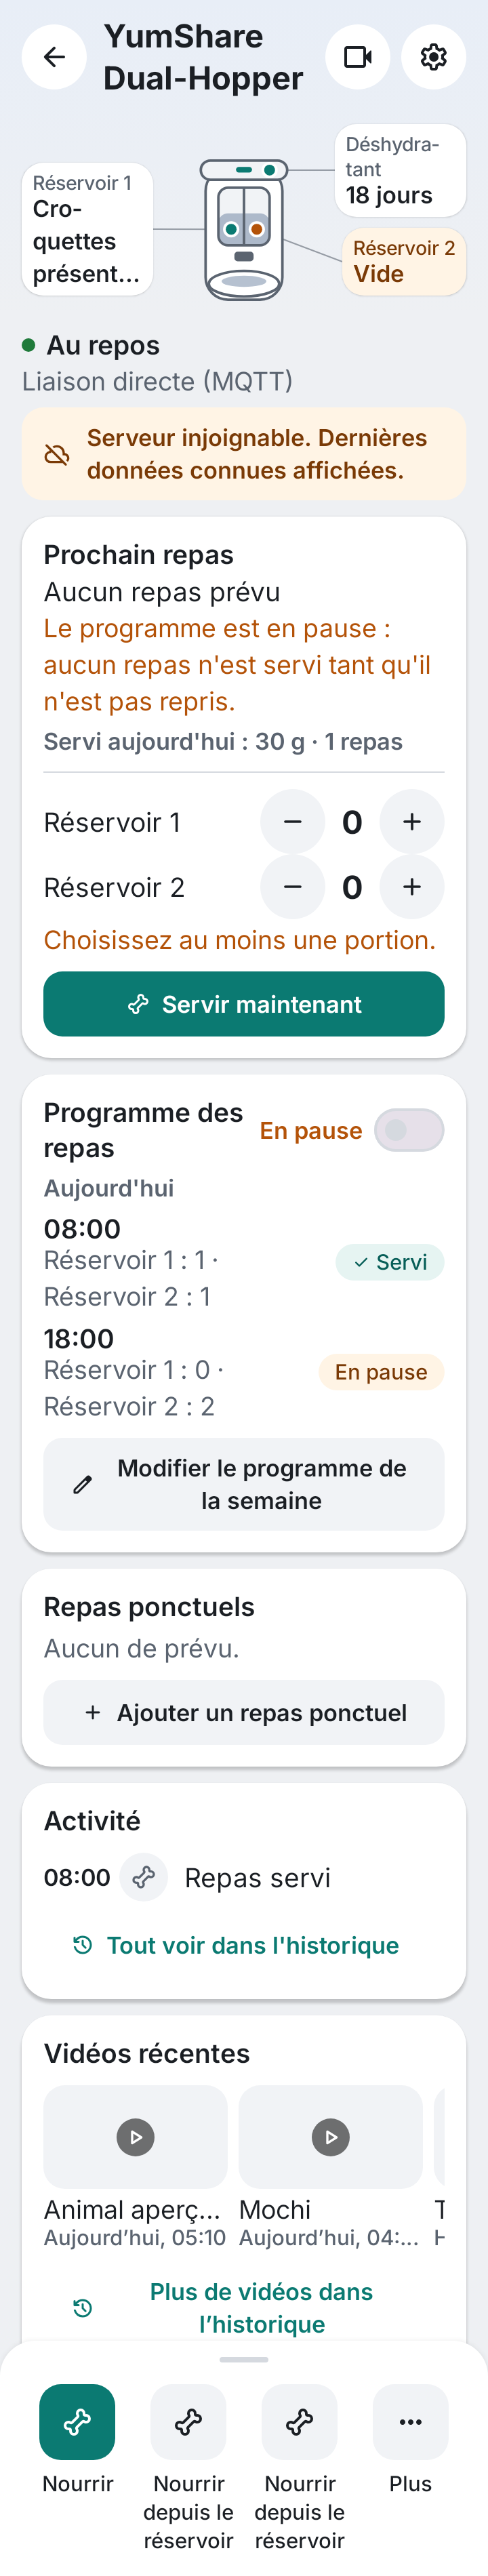 YumShare
Dual-Hopper
Déshydra-
tant
18 jours
Réservoir 1
Cro-
quettes
présent...
Réservoir 2
Vide
Au repos
Liaison directe (MQTT)
Serveur injoignable. Dernières
données connues affichées.
Prochain repas
Aucun repas prévu
Le programme est en pause :
aucun repas n'est servi tant qu'il
n'est pas repris.
Servi aujourd'hui : 30 g · 1 repas
Réservoir 1 − 0 +
Réservoir 2 − 0 +
Choisissez au moins une portion.
Servir maintenant
Programme des
repas
En pause
Aujourd'hui
08:00
Réservoir 1 : 1 ·
Réservoir 2 : 1
Servi
18:00
Réservoir 1 : 0 ·
Réservoir 2 : 2
En pause
Modifier le programme de
la semaine
Repas ponctuels
Aucun de prévu.
+ Ajouter un repas ponctuel
Activité
08:00 Repas servi
Tout voir dans l'historique
Vidéos récentes
Animal aperç... Mochi T
Aujourd’hui, 05:10 Aujourd’hui, 04:... H
Plus de vidéos dans
l’historique
Nourrir
Nourrir
depuis le
réservoir
Nourrir
depuis le
réservoir
Plus